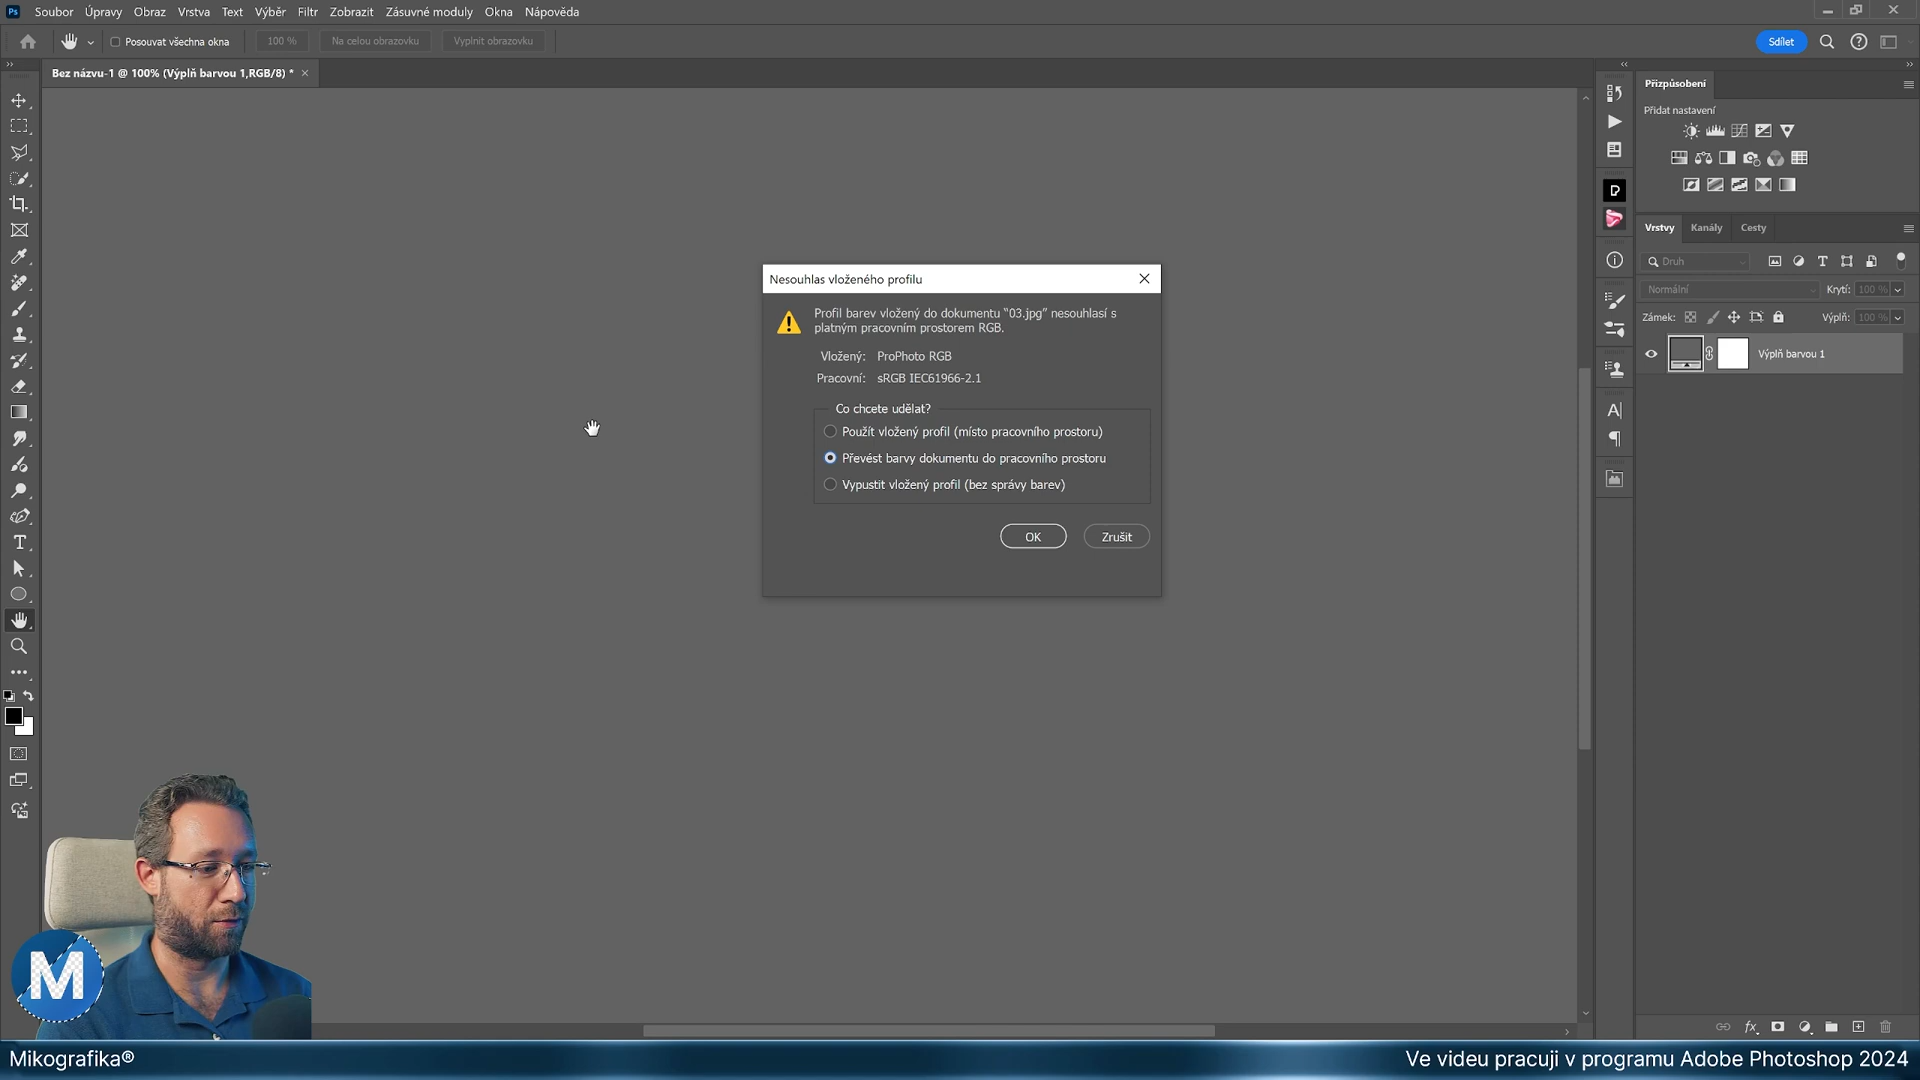 Ps Soubor Úpravy Obraz Vrstva Text Výběr Filtr Zobrazit Zásuvné moduly Okna Nápověda
Posouvat všechna okna 100 % Na celou obrazovku Vyplnit obrazovku Sdílet
Bez názvu-1 @ 100% (Výplň barvou 1,RGB/8) *
Přizpůsobení
Přidat nastavení
Vrstvy Kanály Cesty
Druh
Normální Krytí: 100 %
Zámek: Výplň: 100 %
Výplň barvou 1
Nesouhlas vloženého profilu
Profil barev vložený do dokumentu “03.jpg” nesouhlasí s
platným pracovním prostorem RGB.
Vložený: ProPhoto RGB
Pracovní: sRGB IEC61966-2.1
Co chcete udělat?
Použít vložený profil (místo pracovního prostoru)
Převést barvy dokumentu do pracovního prostoru
Vypustit vložený profil (bez správy barev)
OK Zrušit
M
Mikografika®
Ve videu pracuji v programu Adobe Photoshop 2024